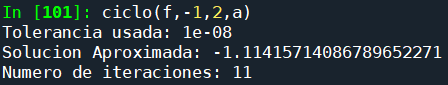 In [101]: ciclo(f,-1,2,a)
Tolerancia usada: 1e-08
Solucion Aproximada: -1.11415714086789652271
Numero de iteraciones: 11